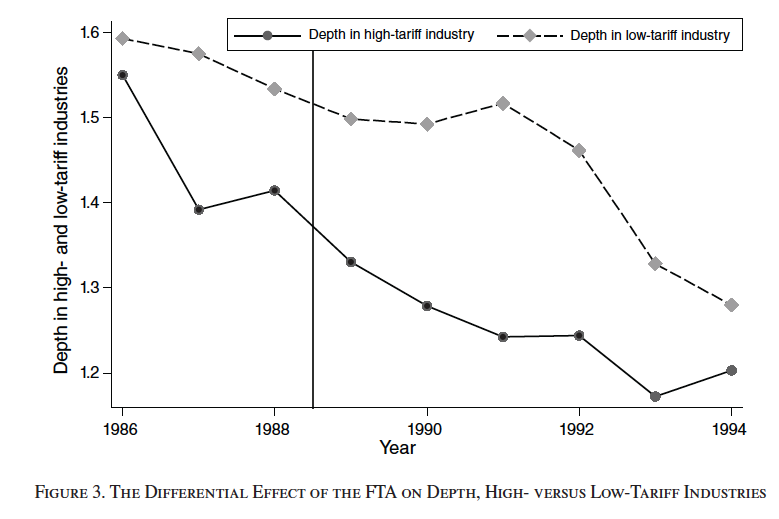 Depth in high-tariff industry
Depth in low-tariff industry
Depth in high- and low-tariff industries
1.6
1.5
1.4
1.3
1.2
1986
1988
1990
1992
1994
Year
Figure 3. The Differential Effect of the FTA on Depth, High- versus Low-Tariff Industries